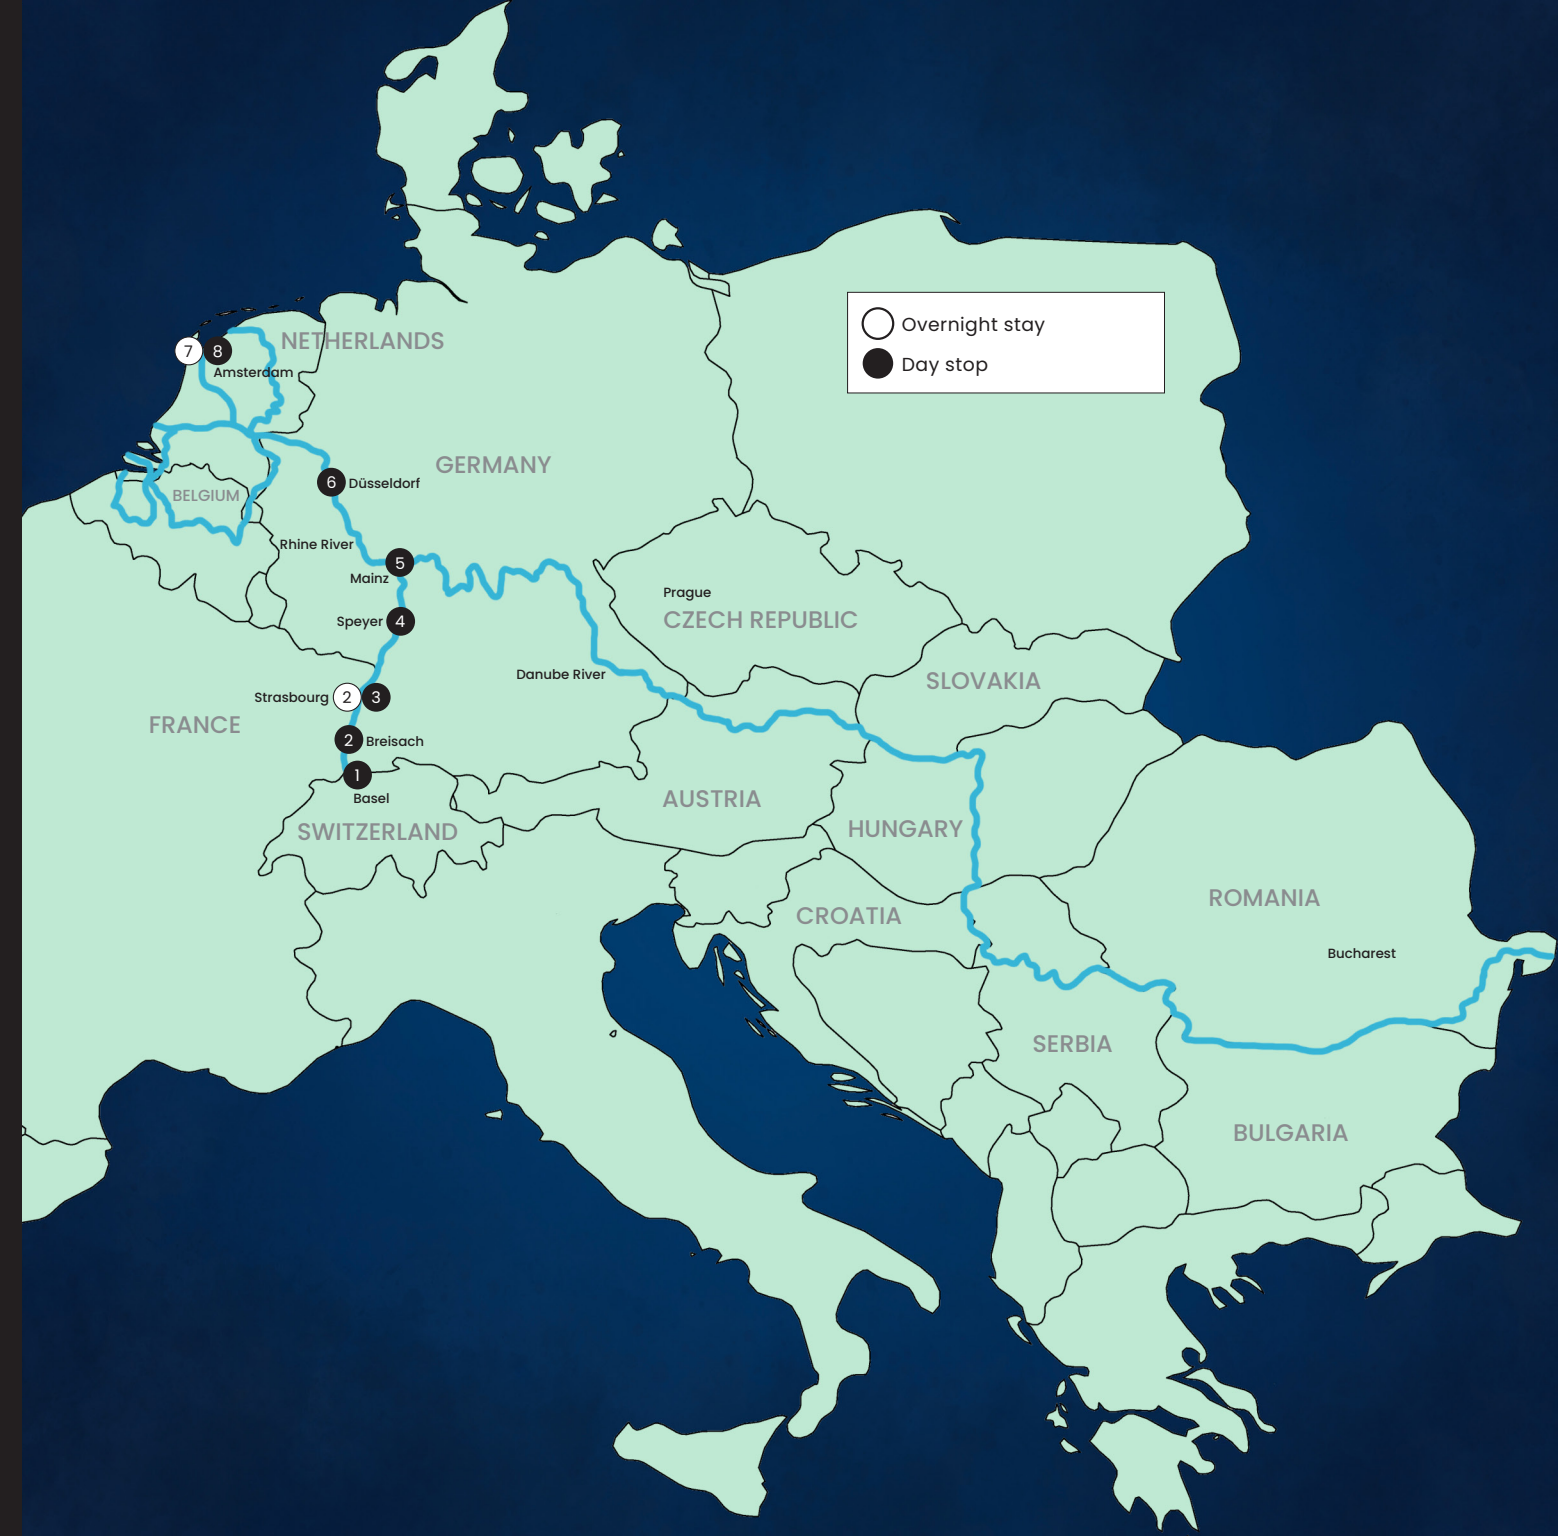 Overnight stay
Day stop
NETHERLANDS
7 8
Amsterdam
GERMANY
6 Düsseldorf
BELGIUM
Rhine River
5
Mainz
Prague
CZECH REPUBLIC
Speyer 4
Danube River
SLOVAKIA
Strasbourg 2 3
FRANCE
2 Breisach
1
Basel
AUSTRIA
SWITZERLAND
HUNGARY
ROMANIA
CROATIA
Bucharest
SERBIA
BULGARIA